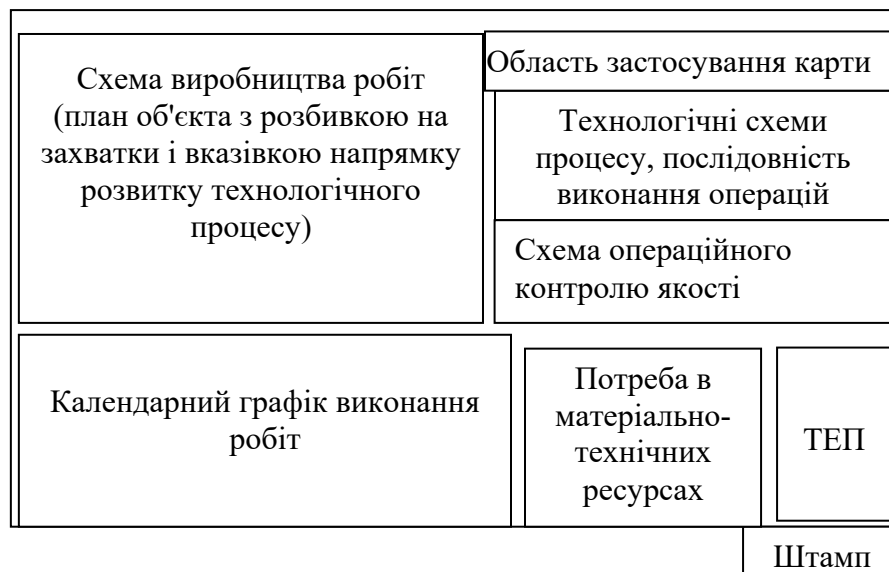 Схема виробництва робіт
(план об'єкта з розбивкою на
захватки і вказівкою напрямку
розвитку технологічного
процесу)
Область застосування карти
Технологічні схеми
процесу, послідовність
виконання операцій
Схема операційного
контролю якості
Календарний графік виконання
робіт
Потреба в
матеріально-
технічних
ресурсах
ТЕП
Штамп